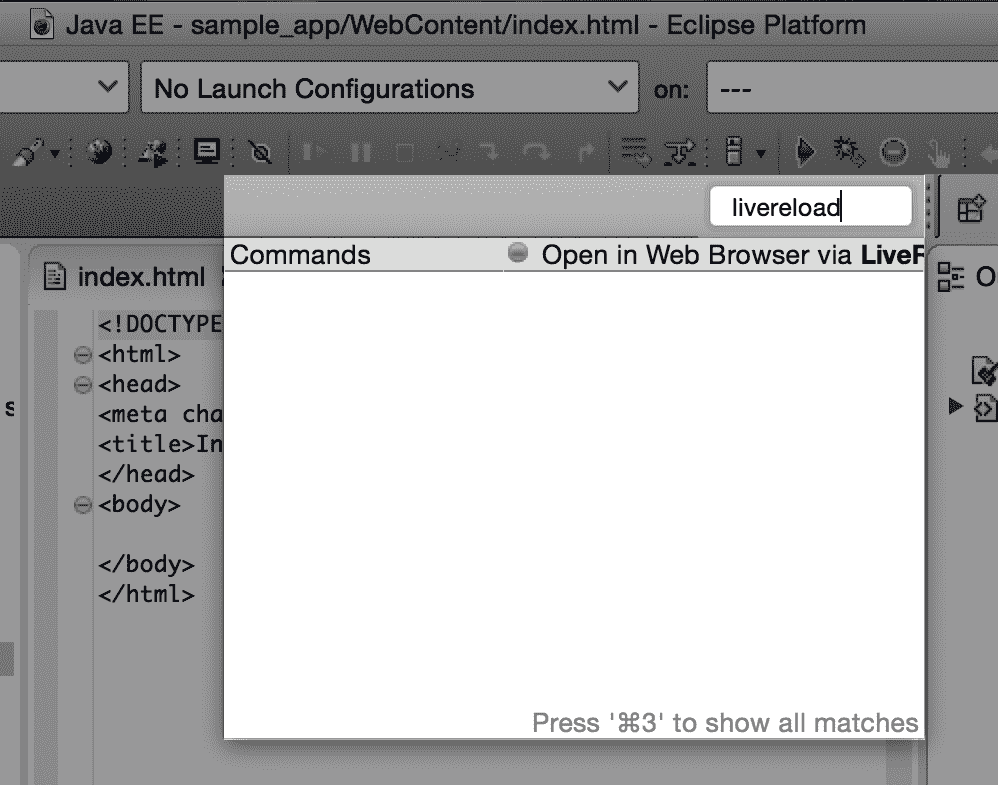 Java EE - sample_app/WebContent/index.html - Eclipse Platform
No Launch Configurations on: ---
livereload
Commands Open in Web Browser via LiveR
index.html
<!DOCTYPE
<html>
<head>
<meta cha
<title>In
</head>
<body>
</body>
</html>
Press '⌘3' to show all matches